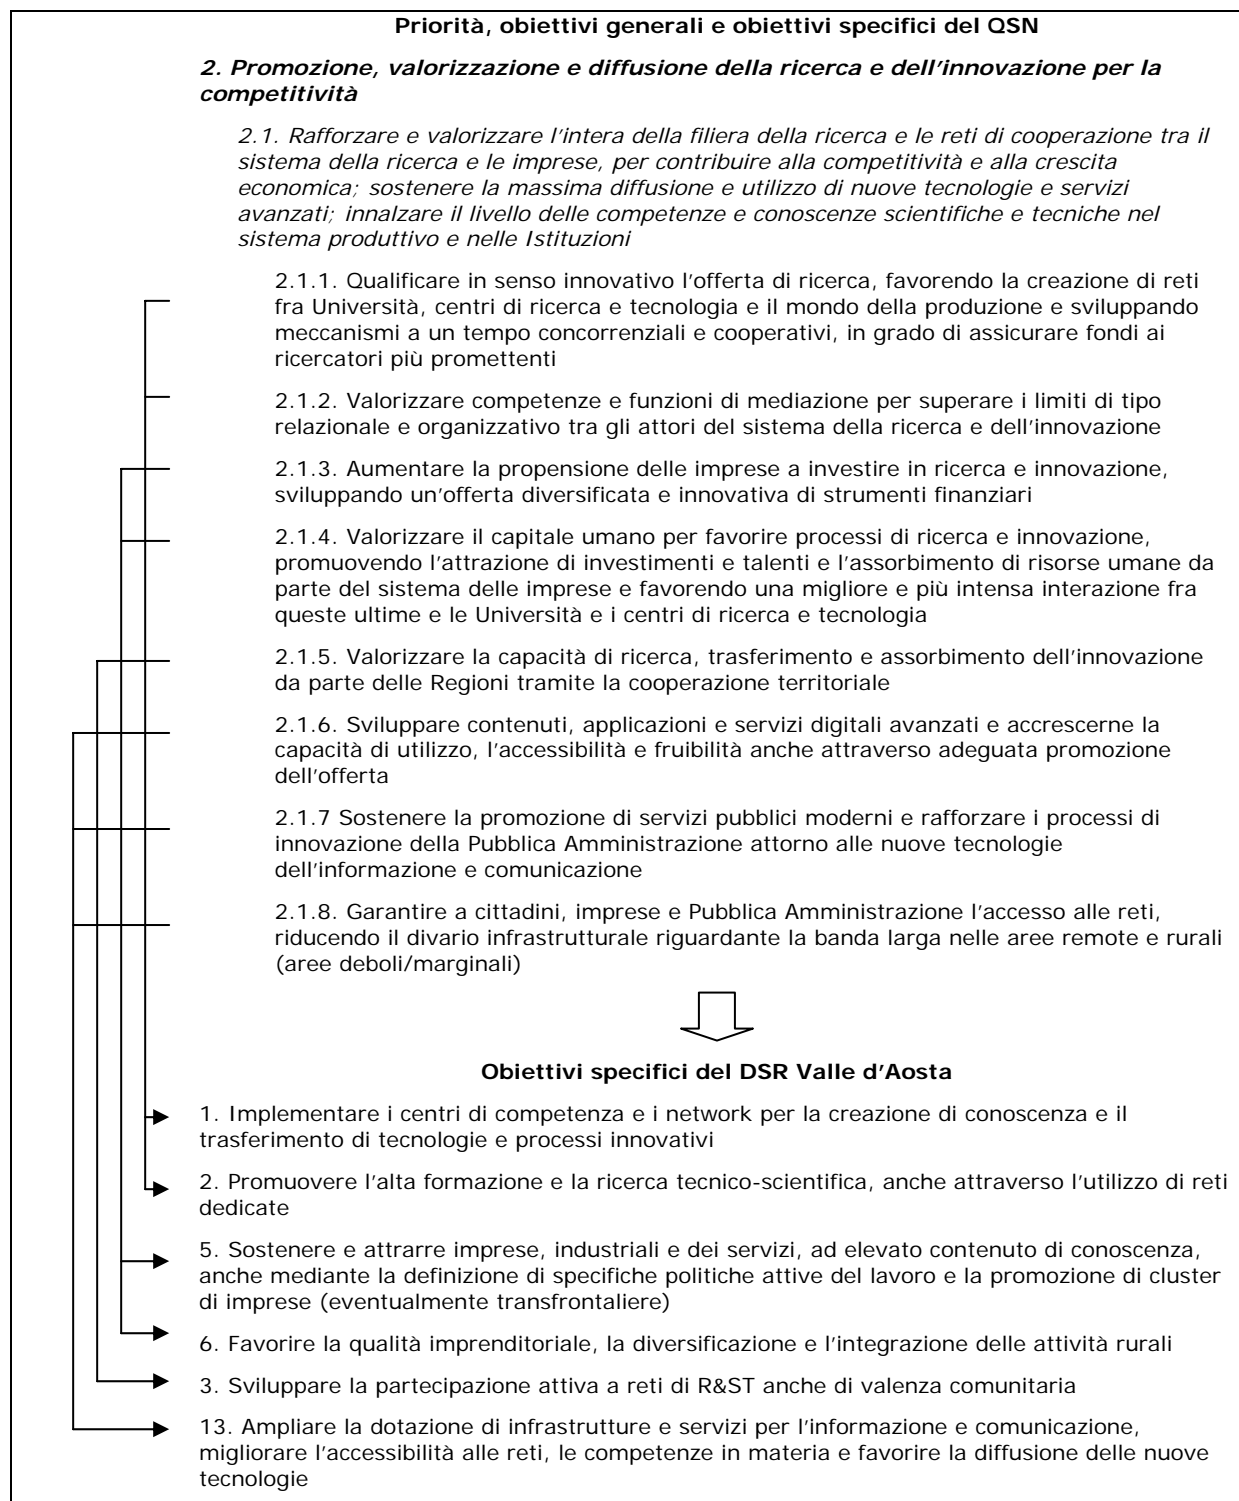 Priorità, obiettivi generali e obiettivi specifici del QSN
2. Promozione, valorizzazione e diffusione della ricerca e dell'innovazione per la
competitività
2.1. Rafforzare e valorizzare l'intera della filiera della ricerca e le reti di cooperazione tra il
sistema della ricerca e le imprese, per contribuire alla competitività e alla crescita
economica; sostenere la massima diffusione e utilizzo di nuove tecnologie e servizi
avanzati; innalzare il livello delle competenze e conoscenze scientifiche e tecniche nel
sistema produttivo e nelle Istituzioni
2.1.1. Qualificare in senso innovativo l'offerta di ricerca, favorendo la creazione di reti
fra Università, centri di ricerca e tecnologia e il mondo della produzione e sviluppando
meccanismi a un tempo concorrenziali e cooperativi, in grado di assicurare fondi ai
ricercatori più promettenti
2.1.2. Valorizzare competenze e funzioni di mediazione per superare i limiti di tipo
relazionale e organizzativo tra gli attori del sistema della ricerca e dell'innovazione
2.1.3. Aumentare la propensione delle imprese a investire in ricerca e innovazione,
sviluppando un'offerta diversificata e innovativa di strumenti finanziari
2.1.4. Valorizzare il capitale umano per favorire processi di ricerca e innovazione,
promuovendo l'attrazione di investimenti e talenti e l'assorbimento di risorse umane da
parte del sistema delle imprese e favorendo una migliore e più intensa interazione fra
queste ultime e le Università e i centri di ricerca e tecnologia
2.1.5. Valorizzare la capacità di ricerca, trasferimento e assorbimento dell'innovazione
da parte delle Regioni tramite la cooperazione territoriale
2.1.6. Sviluppare contenuti, applicazioni e servizi digitali avanzati e accrescerne la
capacità di utilizzo, l'accessibilità e fruibilità anche attraverso adeguata promozione
dell'offerta
2.1.7 Sostenere la promozione di servizi pubblici moderni e rafforzare i processi di
innovazione della Pubblica Amministrazione attorno alle nuove tecnologie
dell'informazione e comunicazione
2.1.8. Garantire a cittadini, imprese e Pubblica Amministrazione l'accesso alle reti,
riducendo il divario infrastrutturale riguardante la banda larga nelle aree remote e rurali
(aree deboli/marginali)
Obiettivi specifici del DSR Valle d'Aosta
1. Implementare i centri di competenza e i network per la creazione di conoscenza e il
trasferimento di tecnologie e processi innovativi
2. Promuovere l'alta formazione e la ricerca tecnico-scientifica, anche attraverso l'utilizzo di reti
dedicate
5. Sostenere e attrarre imprese, industriali e dei servizi, ad elevato contenuto di conoscenza,
anche mediante la definizione di specifiche politiche attive del lavoro e la promozione di cluster
di imprese (eventualmente transfrontaliere)
6. Favorire la qualità imprenditoriale, la diversificazione e l'integrazione delle attività rurali
3. Sviluppare la partecipazione attiva a reti di R&ST anche di valenza comunitaria
13. Ampliare la dotazione di infrastrutture e servizi per l'informazione e comunicazione,
migliorare l'accessibilità alle reti, le competenze in materia e favorire la diffusione delle nuove
tecnologie